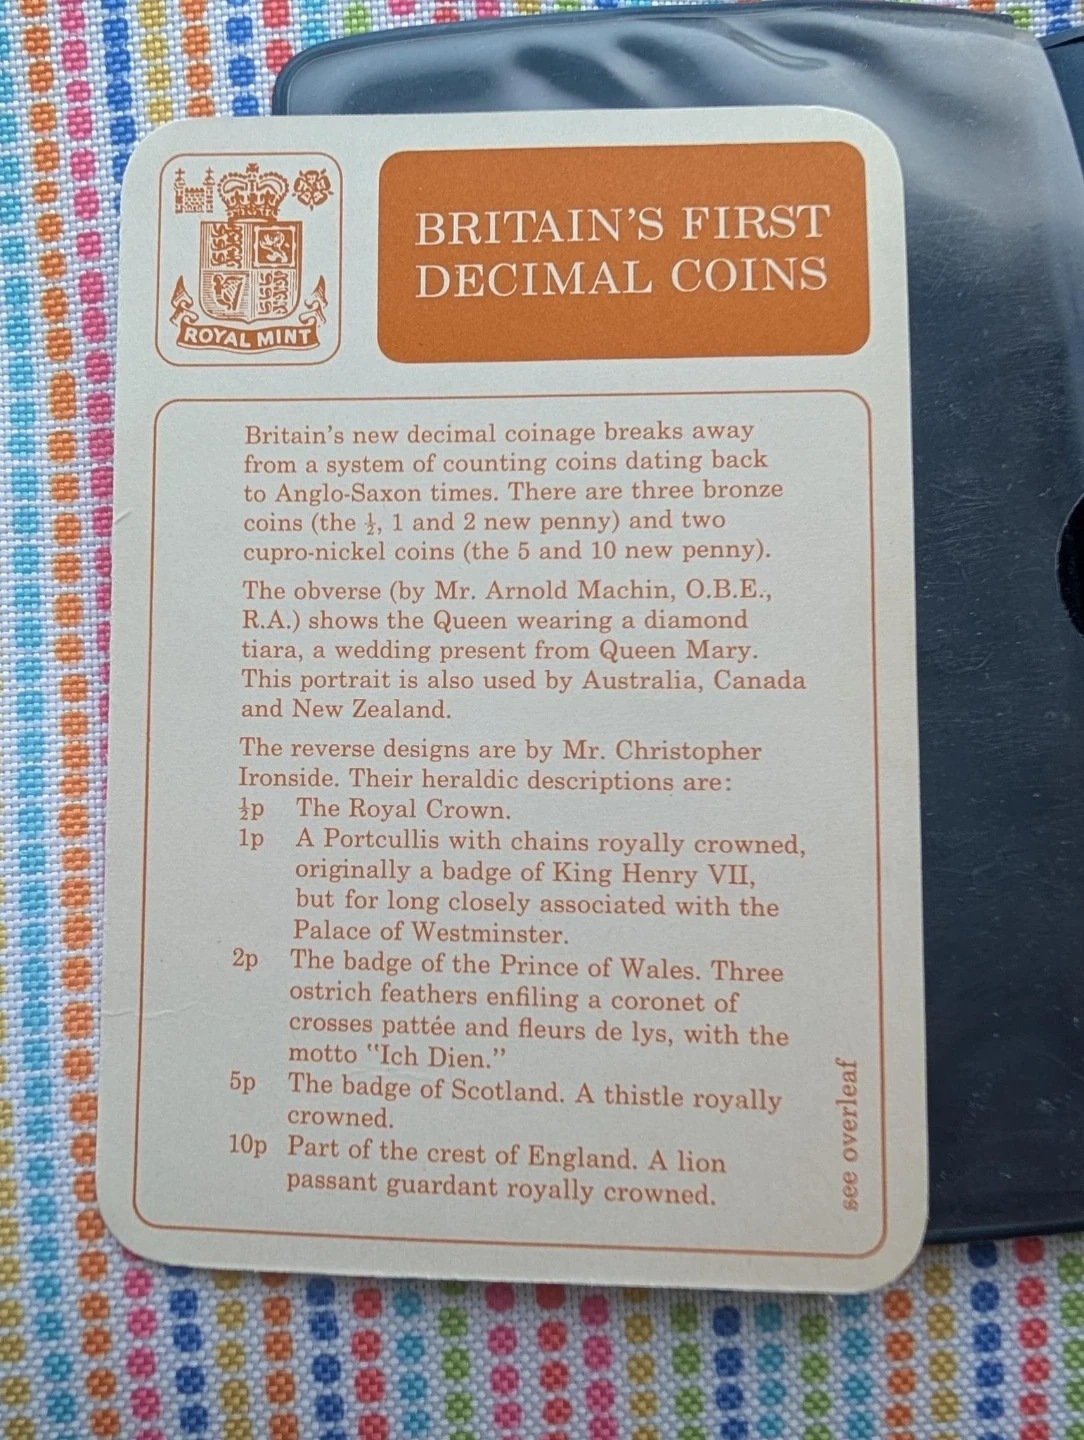 ROYAL MINT
BRITAIN'S FIRST
DECIMAL COINS
Britain's new decimal coinage breaks away
from a system of counting coins dating back
to Anglo-Saxon times. There are three bronze
coins (the ½, 1 and 2 new penny) and two
cupro-nickel coins (the 5 and 10 new penny).
The obverse (by Mr. Arnold Machin, O.B.E.,
R.A.) shows the Queen wearing a diamond
tiara, a wedding present from Queen Mary.
This portrait is also used by Australia, Canada
and New Zealand.
The reverse designs are by Mr. Christopher
Ironside. Their heraldic descriptions are:
½p The Royal Crown.
1p A Portcullis with chains royally crowned,
originally a badge of King Henry VII,
but for long closely associated with the
Palace of Westminster.
2p The badge of the Prince of Wales. Three
ostrich feathers enfiling a coronet of
crosses pattée and fleurs de lys, with the
motto "Ich Dien."
5p The badge of Scotland. A thistle royally
crowned.
10p Part of the crest of England. A lion
passant guardant royally crowned.
see overleaf